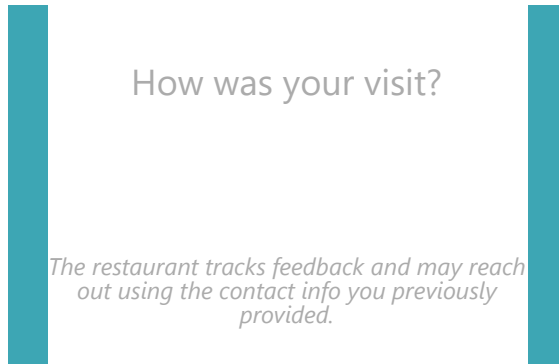 How was your visit?
The restaurant tracks feedback and may reach
out using the contact info you previously
provided.